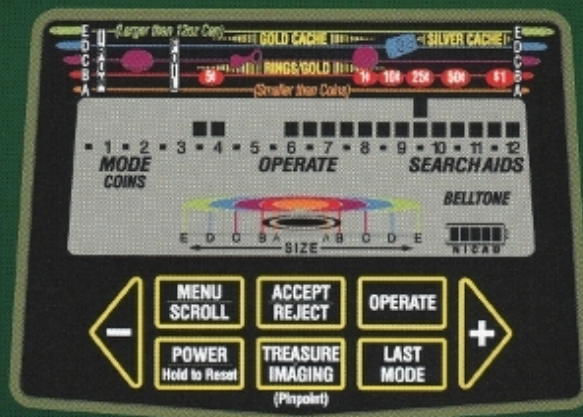 (Larger than 12oz Can)
GOLD CACHE
SILVER CACHE
E E
D D
C C
B RINGS/GOLD B
5¢ 1¢ 10¢ 25¢ 50¢ $1
A (Smaller than Coins) A
1 2 3 4 5 6 7 8 9 10 11 12
MODE OPERATE SEARCH AIDS
COINS
BELLTONE
E D C B A A B C D E
SIZE
NICAD
MENU
SCROLL
ACCEPT
REJECT
OPERATE
- +
POWER
Hold to Reset
TREASURE
IMAGING
LAST
MODE
(Pinpoint)